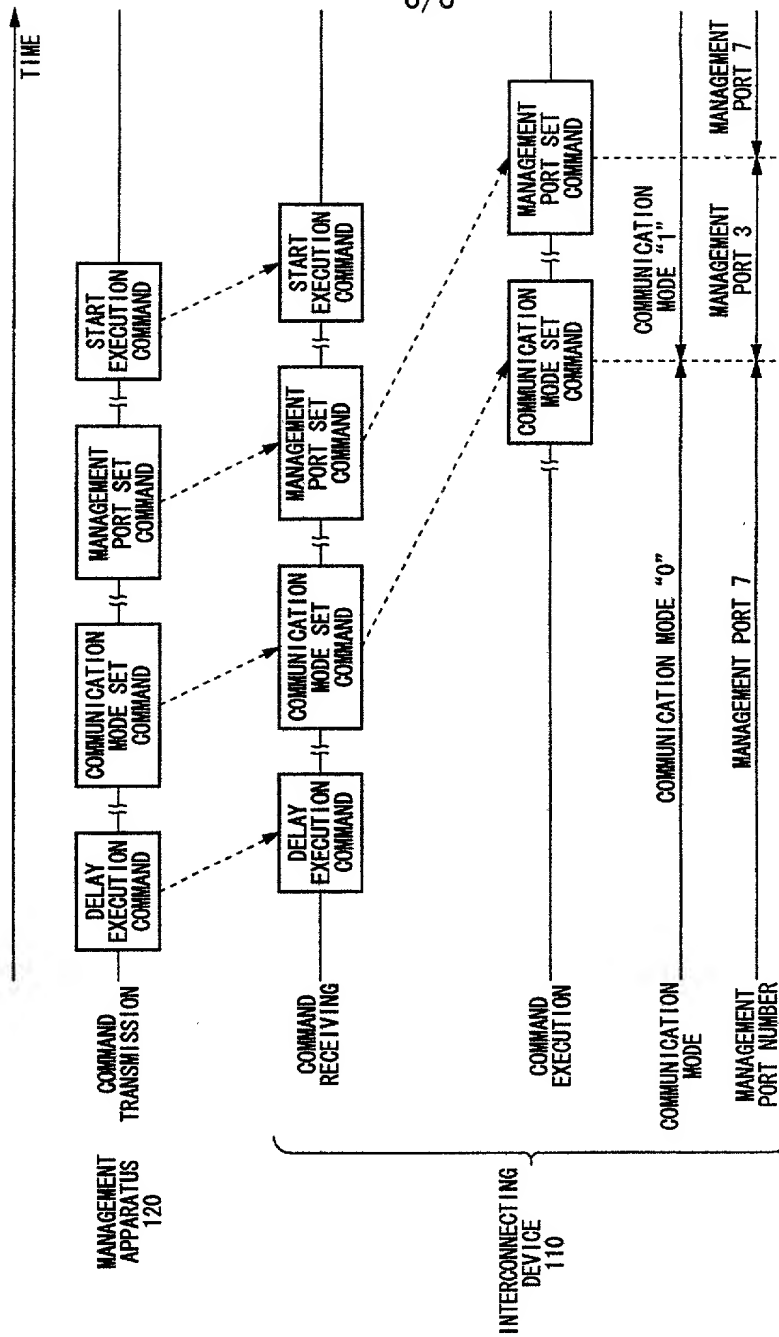 6/6
TIME
MANAGEMENT
APPARATUS
120
COMMAND
TRANSMISSION
DELAY
EXECUTION
COMMAND
COMMUNICATION
MODE SET
COMMAND
MANAGEMENT
PORT SET
COMMAND
START
EXECUTION
COMMAND
INTERCONNECTING
DEVICE
110
COMMAND
RECEIVING
DELAY
EXECUTION
COMMAND
COMMUNICATION
MODE SET
COMMAND
MANAGEMENT
PORT SET
COMMAND
START
EXECUTION
COMMAND
COMMAND
EXECUTION
COMMUNICATION
MODE SET
COMMAND
MANAGEMENT
PORT SET
COMMAND
COMMUNICATION
MODE
COMMUNICATION MODE "0"
COMMUNICATION
MODE "1"
MANAGEMENT
PORT NUMBER
MANAGEMENT PORT 7
MANAGEMENT
PORT 3
MANAGEMENT
PORT 7